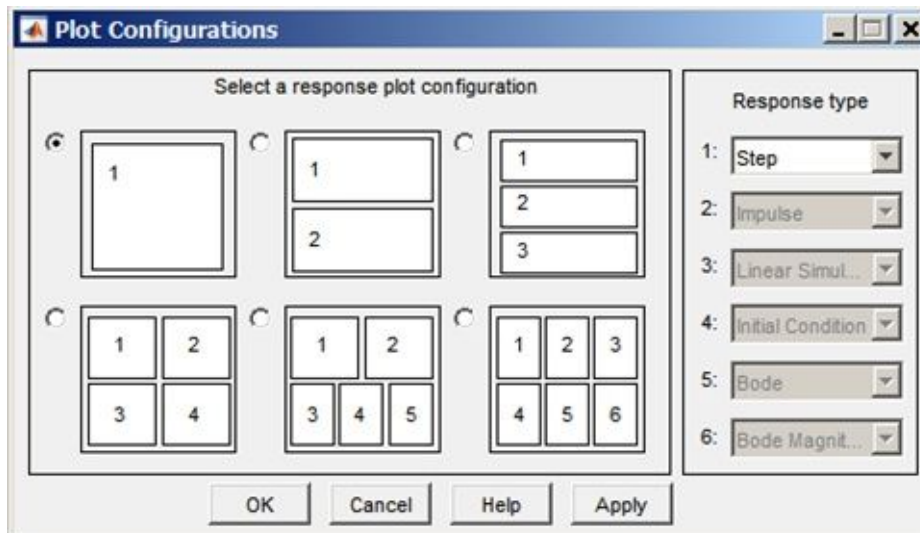 Plot Configurations
Select a response plot configuration
1
1
2
1
2
3
1 2
3 4
1 2
3 4 5
1 2 3
4 5 6
Response type
1: Step
2: Impulse
3: Linear Simul...
4: Initial Condition
5: Bode
6: Bode Magnit...
OK Cancel Help Apply